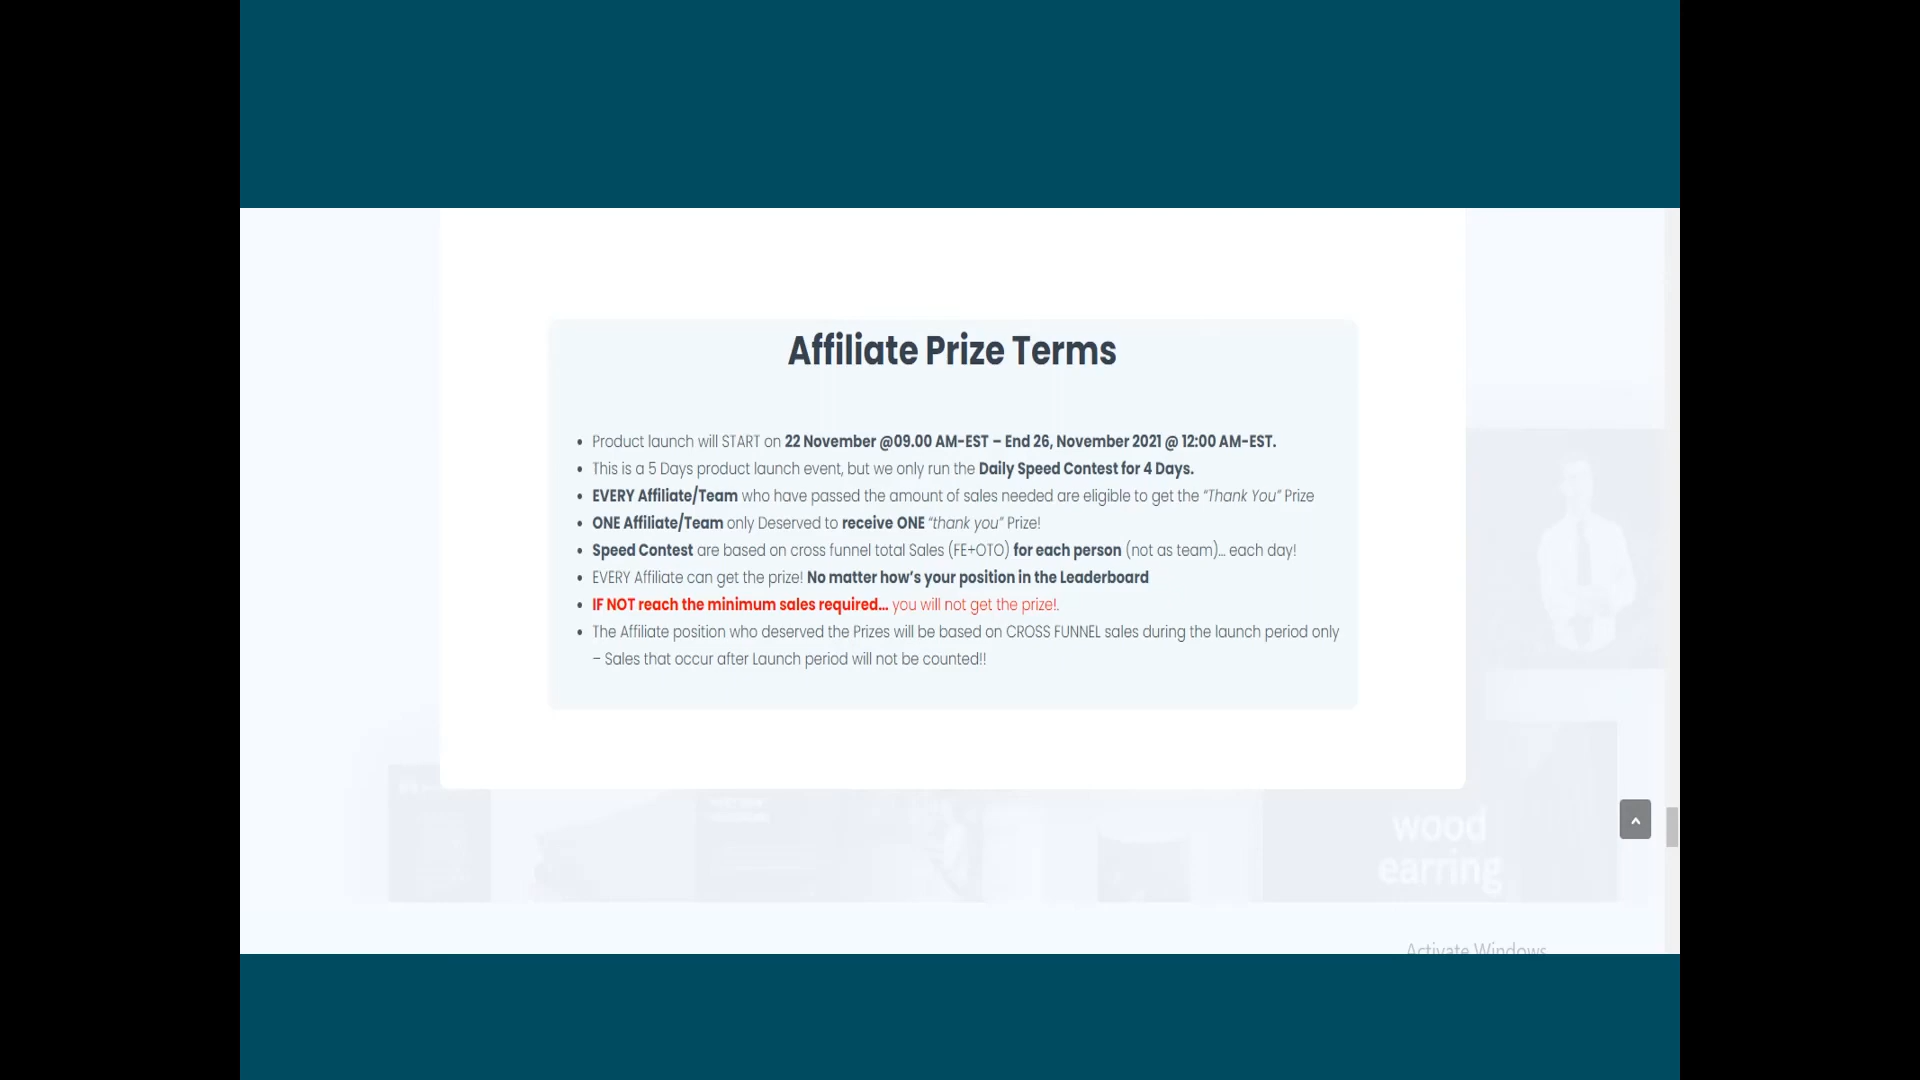 Affiliate Prize Terms
• Product launch will START on 22 November @09.00 AM-EST – End 26, November 2021 @ 12:00 AM-EST.
• This is a 5 Days product launch event, but we only run the Daily Speed Contest for 4 Days.
• EVERY Affiliate/Team who have passed the amount of sales needed are eligible to get the “Thank You” Prize
• ONE Affiliate/Team only Deserved to receive ONE “thank you” Prize!
• Speed Contest are based on cross funnel total Sales (FE+OTO) for each person (not as team)... each day!
• EVERY Affiliate can get the prize! No matter how’s your position in the Leaderboard
• IF NOT reach the minimum sales required... you will not get the prize!.
• The Affiliate position who deserved the Prizes will be based on CROSS FUNNEL sales during the launch period only
– Sales that occur after Launch period will not be counted!!
wood
earring
Activate Windows